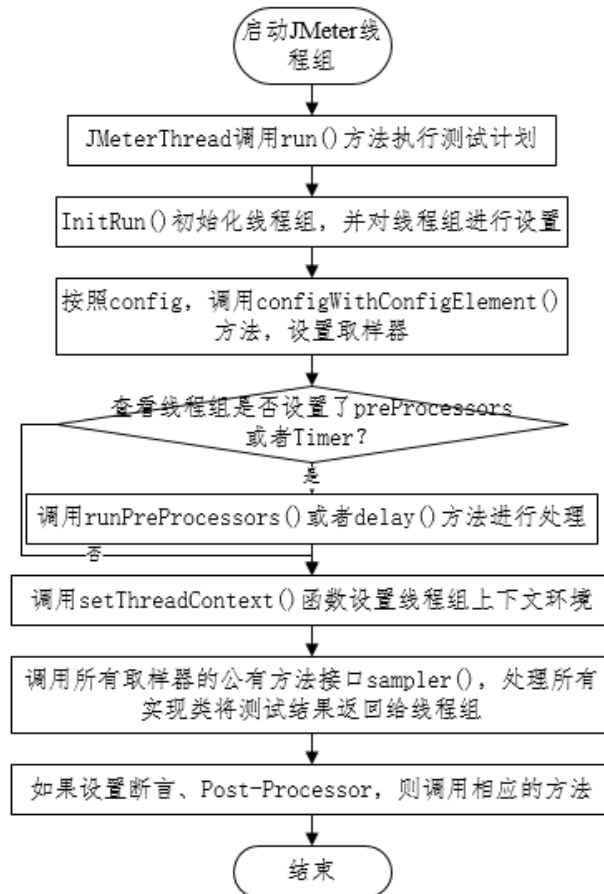 启动JMeter线
程组
JMeterThread调用run()方法执行测试计划
InitRun()初始化线程组，并对线程组进行设置
按照config，调用configWithConfigElement()
方法，设置取样器
查看线程组是否设置了preProcessors
或者Timer？
是
调用runPreProcessors()或者delay()方法进行处理
否
调用setThreadContext()函数设置线程组上下文环境
调用所有取样器的公有方法接口sampler()，处理所有
实现类将测试结果返回给线程组
如果设置断言、Post-Processor，则调用相应的方法
结束